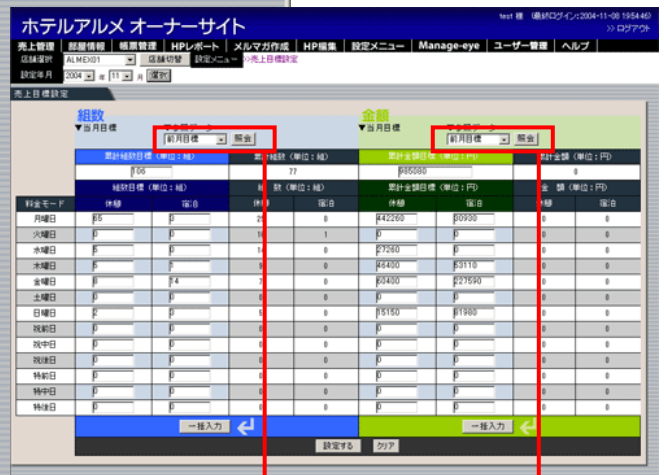 test 様 (最終ログイン:2004-11-08 19:54:46)
ホテルアルメ オーナーサイト
>> ログアウト
売上管理 部屋情報 帳票管理 HPレポート メルマガ作成 HP編集 設定メニュー Manage-eye ユーザー管理 ヘルプ
店舗選択 ALMEX01 店舗切替 設定メニュー >>売上目標設定
設定年月 2004 年 11 月 選択
売上目標設定
組数 金額
▼当月目標 ▼当月目標
前月目標 照会 前月目標 照会
累計組数目標 (単位:組) 累計組数 (単位:組) 累計金額目標 (単位:円) 累計金額 (単位:円)
106 77 985080 0
組数目標 (単位:組) 組 数 (単位:組) 累計金額目標 (単位:円) 金 額 (単位:円)
料金モード 休憩 宿泊 休憩 宿泊 休憩 宿泊 休憩 宿泊
月曜日 65 3 0 442260 30930 0 0
火曜日 0 0 1 0 0 0 0
水曜日 5 0 0 27260 0 0 0
木曜日 5 1 0 46400 53110 0 0
金曜日 8 14 0 60400 227590 0 0
土曜日 0 0 0 0 0 0 0 0
日曜日 2 3 5 0 15150 81980 0 0
祝前日 0 0 0 0 0 0 0 0
祝中日 0 0 0 0 0 0 0 0
祝後日 0 0 0 0 0 0 0 0
特前日 0 0 0 0 0 0 0 0
特中日 0 0 0 0 0 0 0 0
特後日 0 0 0 0 0 0 0 0
一括入力 一括入力
設定する クリア